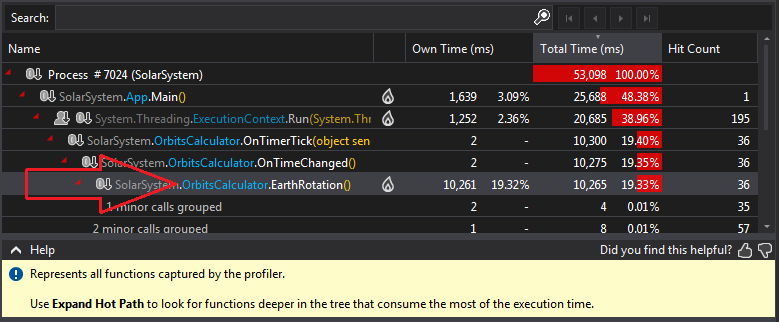 Search:
Name Own Time (ms) Total Time (ms) Hit Count
Process # 7024 (SolarSystem) 53,098 100.00%
SolarSystem.App.Main() 1,639 3.09% 25,688 48.38% 1
System.Threading.ExecutionContext.Run(System.Thr 1,252 2.36% 20,685 38.96% 195
SolarSystem.OrbitsCalculator.OnTimerTick(object sen 2 - 10,300 19.40% 36
SolarSystem.OrbitsCalculator.OnTimeChanged() 2 - 10,275 19.35% 36
SolarSystem.OrbitsCalculator.EarthRotation() 10,261 19.32% 10,265 19.33% 36
1 minor calls grouped 2 - 4 0.01% 35
2 minor calls grouped 1 - 8 0.01% 57
Help Did you find this helpful?
Represents all functions captured by the profiler.
Use Expand Hot Path to look for functions deeper in the tree that consume the most of the execution time.